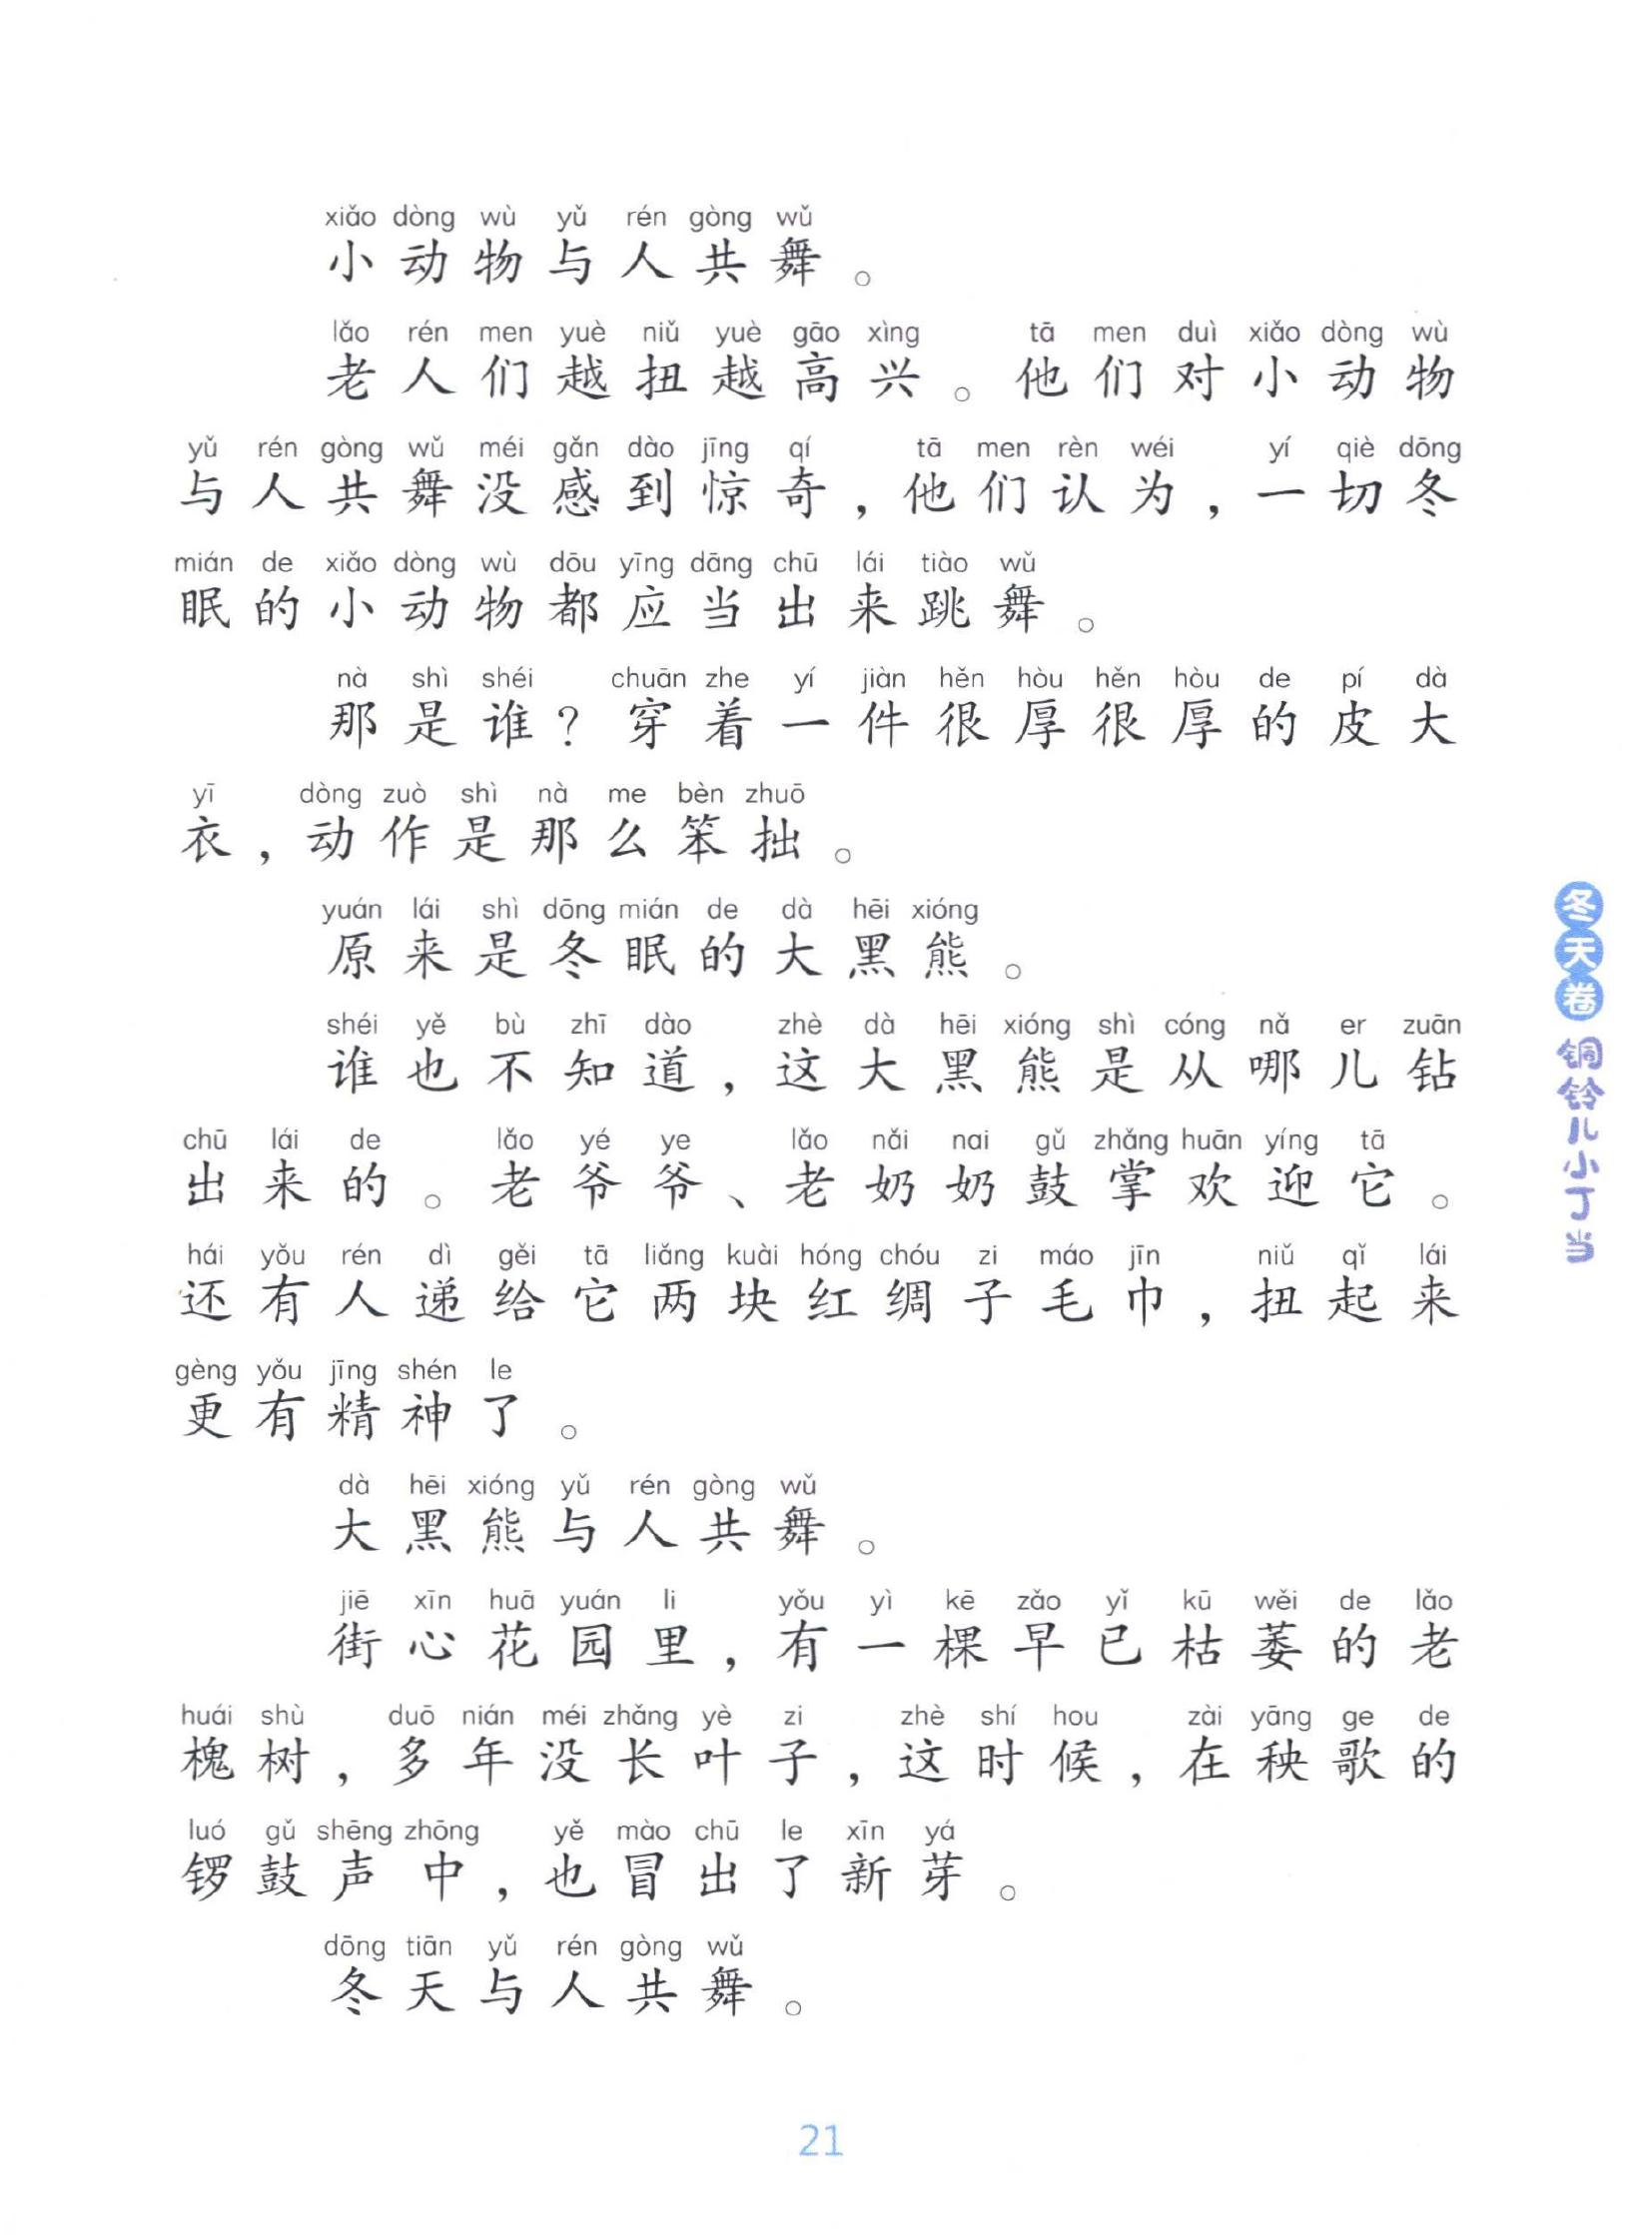 xiǎo dòng wù yǔ rén gòng wǔ
小动物与人共舞。
lǎo rén men yuè niǔ yuè gāo xìng tā men duì xiǎo dòng wù
老人们越扭越高兴。他们对小动物
yǔ rén gòng wǔ méi gǎn dào jīng qí tā men rèn wéi yí qiè dōng
与人共舞没感到惊奇，他们认为，一切冬
mián de xiǎo dòng wù dōu yīng dāng chū lái tiào wǔ
眠的小动物都应当出来跳舞。
nà shì shéi chuān zhe yí jiàn hěn hòu hěn hòu de pí dà
那是谁？穿着一件很厚很厚的皮大
yī dòng zuò shì nà me bèn zhuō
衣，动作是那么笨拙。
yuán lái shì dōng mián de dà hēi xióng
原来是冬眠的大黑熊。
shéi yě bù zhī dào zhè dà hēi xióng shì cóng nǎ er zuān
谁也不知道，这大黑熊是从哪儿钻
chū lái de lǎo yé ye lǎo nǎi nai gǔ zhǎng huān yíng tā
出来的。老爷爷、老奶奶鼓掌欢迎它。
hái yǒu rén dì gěi tā liǎng kuài hóng chóu zi máo jīn niǔ qǐ lái
还有人递给它两块红绸子毛巾，扭起来
gèng yǒu jīng shén le
更有精神了。
dà hēi xióng yǔ rén gòng wǔ
大黑熊与人共舞。
jiē xīn huā yuán li yǒu yì kē zǎo yǐ kū wěi de lǎo
街心花园里，有一棵早已枯萎的老
huái shù duō nián méi zhǎng yè zi zhè shí hou zài yāng ge de
槐树，多年没长叶子，这时候，在秧歌的
luó gǔ shēng zhōng yě mào chū le xīn yá
锣鼓声中，也冒出了新芽。
dōng tiān yǔ rén gòng wǔ
冬天与人共舞。
冬天卷
铜铃儿小丁当
21